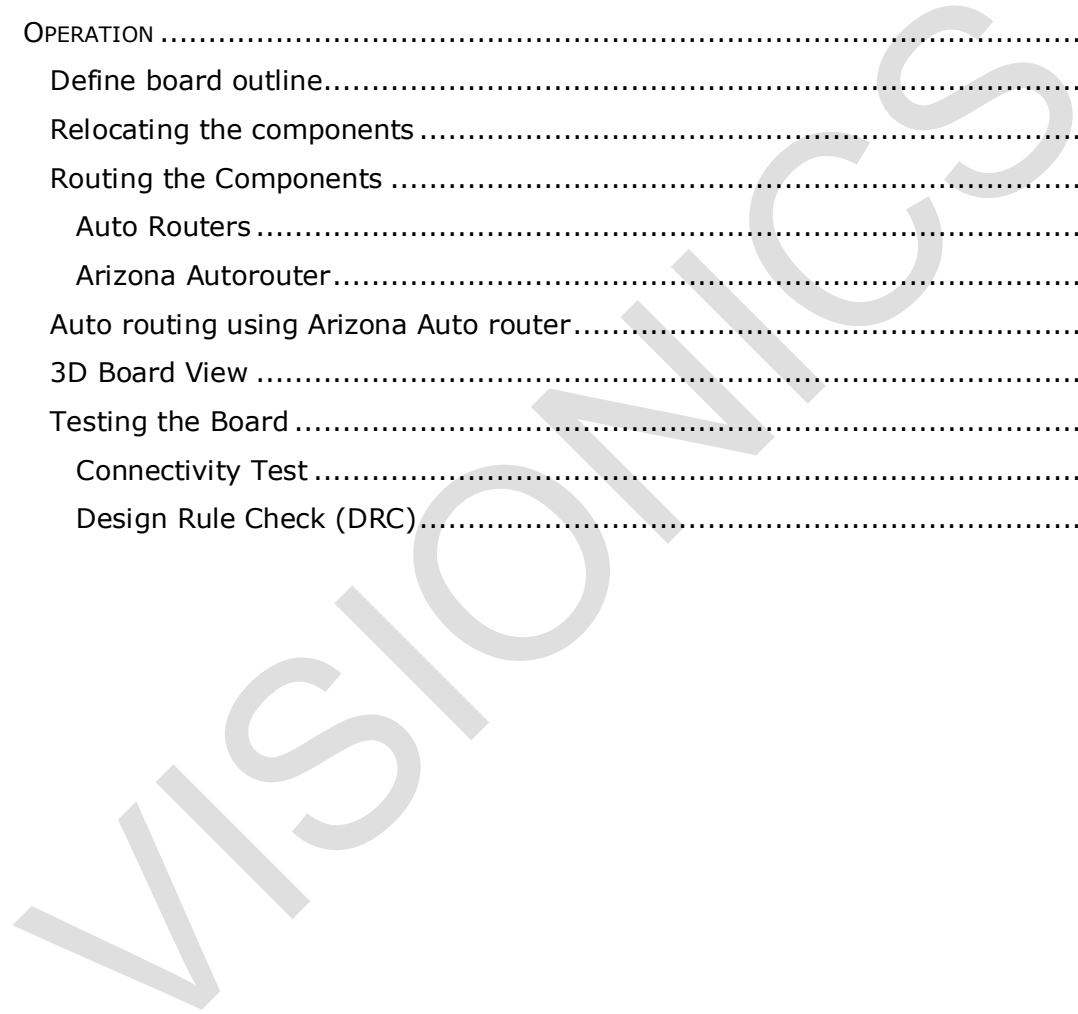 OPERATION ........................................................................................................
Define board outline........................................................................................
Relocating the components ............................................................................
Routing the Components ................................................................................
Auto Routers ................................................................................................
Arizona Autorouter........................................................................................
Auto routing using Arizona Auto router..........................................................
3D Board View ................................................................................................
Testing the Board ............................................................................................
Connectivity Test ..........................................................................................
Design Rule Check (DRC)..............................................................................
VISIONICS